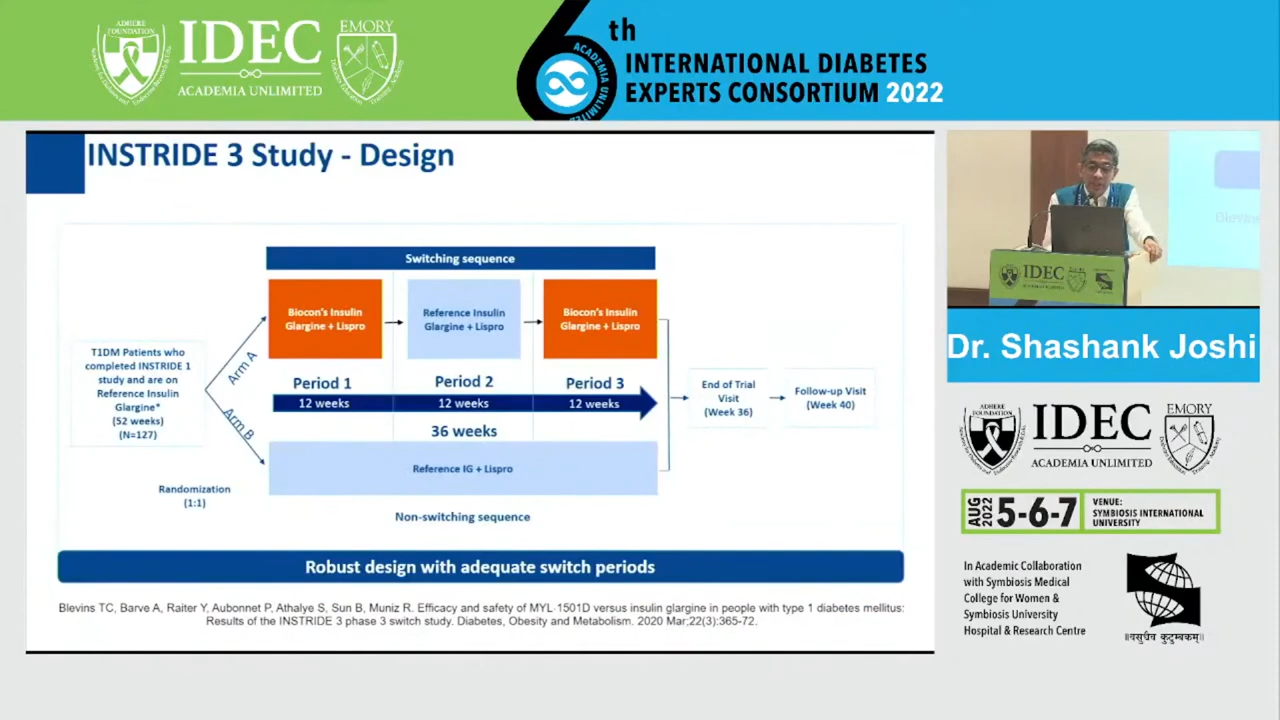 ADHERE
FOUNDATION
IDEC
ACADEMIA UNLIMITED
EMORY
6th
INTERNATIONAL DIABETES
EXPERTS CONSORTIUM 2022
ACADEMIA UNLIMITED
INSTRIDE 3 Study - Design
Switching sequence
Biocon's Insulin
Glargine + Lispro
Reference Insulin
Glargine + Lispro
Biocon's Insulin
Glargine + Lispro
T1DM Patients who
completed INSTRIDE 1
study and are on
Reference Insulin
Glargine*
(52 weeks)
(N=127)
Arm A
Arm B
Period 1
Period 2
Period 3
12 weeks
12 weeks
12 weeks
36 weeks
End of Trial
Visit
(Week 36)
Follow-up Visit
(Week 40)
Reference IG + Lispro
Randomization
(1:1)
Non-switching sequence
Robust design with adequate switch periods
Blevins TC, Barve A, Raiter Y, Aubonnet P, Athalye S, Sun B, Muniz R. Efficacy and safety of MYL-1501D versus insulin glargine in people with type 1 diabetes mellitus:
Results of the INSTRIDE 3 phase 3 switch study. Diabetes, Obesity and Metabolism. 2020 Mar;22(3):365-72.
IDEC
Blevins
Dr. Shashank Joshi
ADHERE
FOUNDATION
IDEC
ACADEMIA UNLIMITED
EMORY
AUG
2022
5-6-7
VENUE:
SYMBIOSIS INTERNATIONAL
UNIVERSITY
In Academic Collaboration
with Symbiosis Medical
College for Women &
Symbiosis University
Hospital & Research Centre
॥वसुधैव कुटुम्बकम्॥